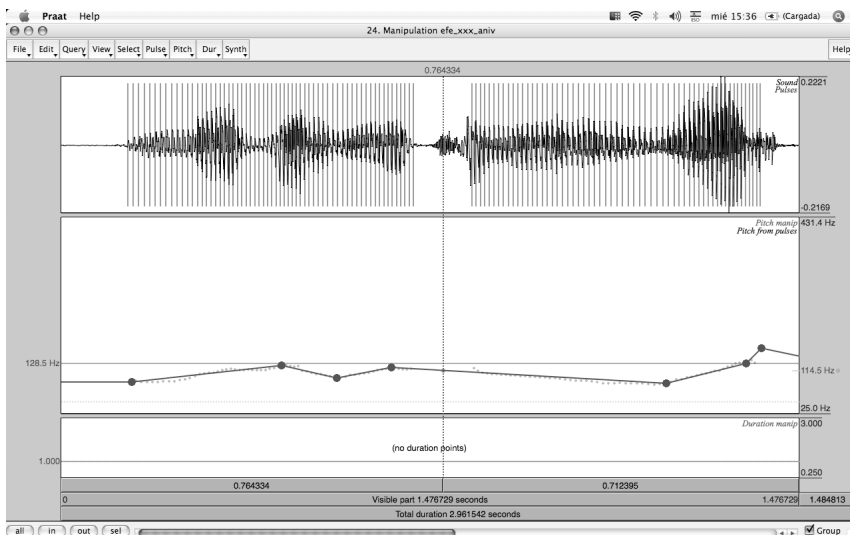 Praat Help mié 15:36 (Cargada)
24. Manipulation efe_xxx_aniv
File Edit Query View Select Pulse Pitch Dur Synth Help
0.764334
Sound 0.2221
Pulses
-0.2169
Pitch manip 431.4 Hz
Pitch from pulses
128.5 Hz
114.5 Hz
25.0 Hz
Duration manip 3.000
(no duration points)
1.000
0.250
0.764334 0.712395
0 Visible part 1.476729 seconds 1.476729 1.484813
Total duration 2.961542 seconds
all in out sel Group